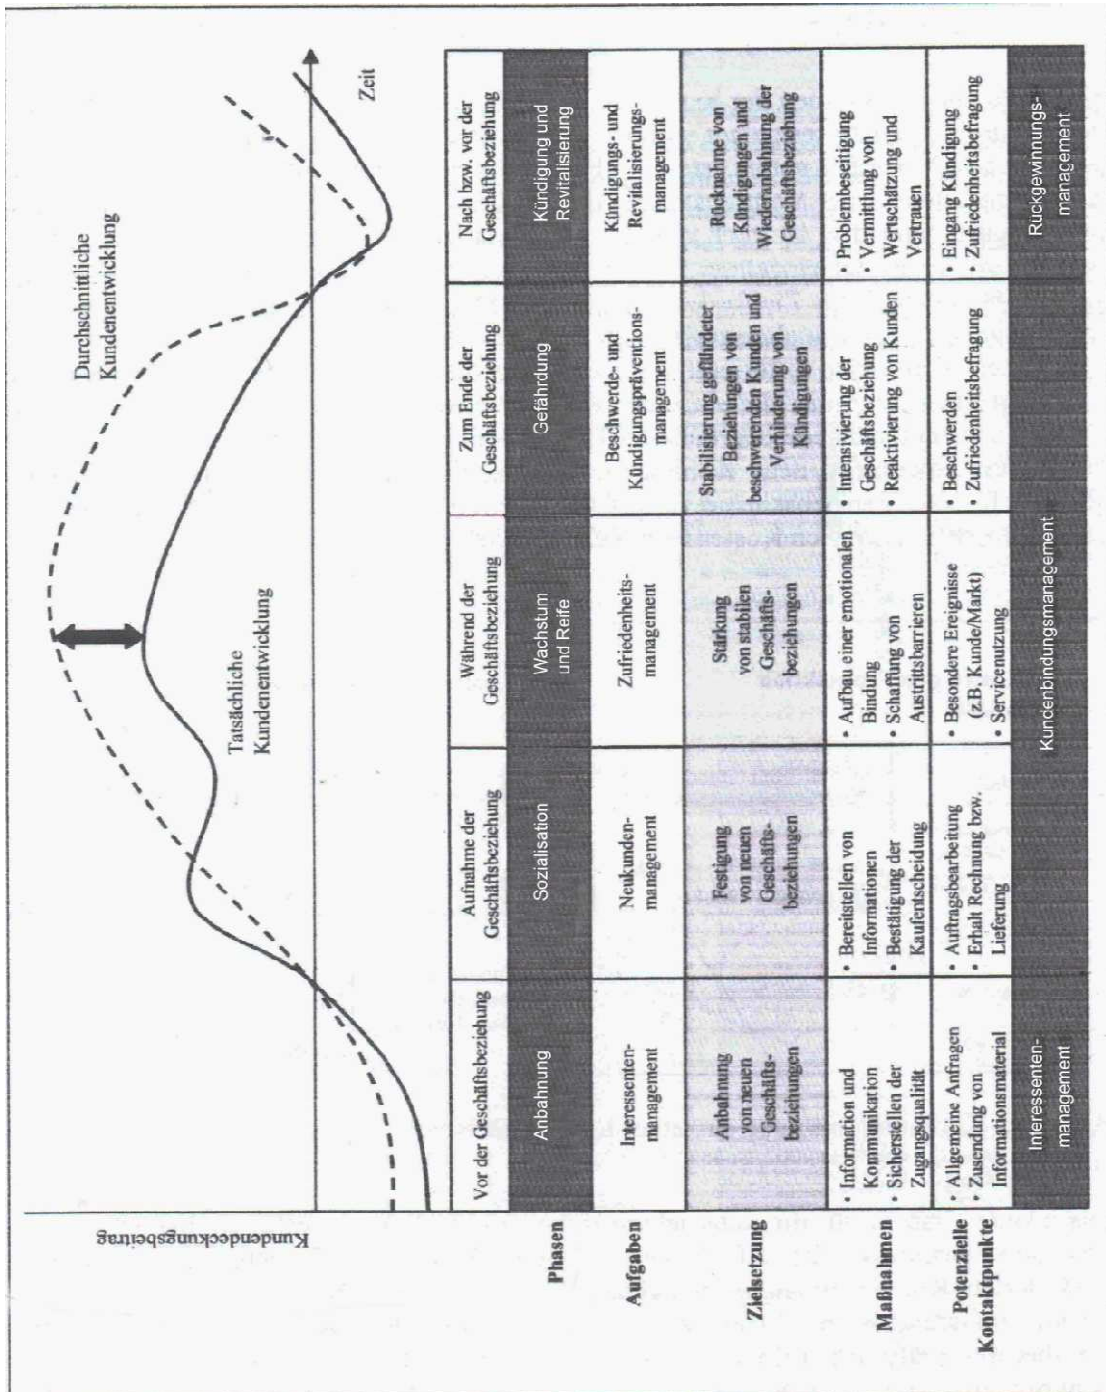 Kundendeckungsbeitrag
Durchschnittliche
Kundenentwicklung
Tatsächliche
Kundenentwicklung
Zeit
Vor der Geschäftsbeziehung
Aufnahme der
Geschäftsbeziehung
Während der
Geschäftsbeziehung
Zum Ende der
Geschäftsbeziehung
Nach bzw. vor der
Geschäftsbeziehung
Phasen
Anbahnung
Sozialisation
Wachstum
und Reife
Gefährdung
Kündigung und
Revitalisierung
Aufgaben
Interessenten-
management
Neukunden-
management
Zufriedenheits-
management
Beschwerde- und
Kündigungspräventions-
management
Kündigungs- und
Revitalisierungs-
management
Zielsetzung
Anbahnung
von neuen
Geschäfts-
beziehungen
Festigung
von neuen
Geschäfts-
beziehungen
Stärkung
von stabilen
Geschäfts-
beziehungen
Stabilisierung gefährdeter
Beziehungen von
beschwerenden Kunden und
Verhinderung von
Kündigungen
Rücknahme von
Kündigungen und
Wiederanbahnung der
Geschäftsbeziehung
Maßnahmen
• Information und
Kommunikation
• Sicherstellen der
Zugangsqualität
• Bereitstellen von
Informationen
• Bestätigung der
Kaufentscheidung
• Aufbau einer emotionalen
Bindung
• Schaffung von
Austrittsbarrieren
• Intensivierung der
Geschäftsbeziehung
• Reaktivierung von Kunden
• Problembeseitigung
• Vermittlung von
Wertschätzung und
Vertrauen
Potenzielle
Kontaktpunkte
• Allgemeine Anfragen
• Zusendung von
Informationsmaterial
• Auftragsbearbeitung
• Erhalt Rechnung bzw.
Lieferung
• Besondere Ereignisse
(z.B. Kunde/Markt)
• Servicenutzung
• Beschwerden
• Zufriedenheitsbefragung
• Eingang Kündigung
• Zufriedenheitsbefragung
Interessenten-
management
Kundenbindungsmanagement
Rückgewinnungs-
management